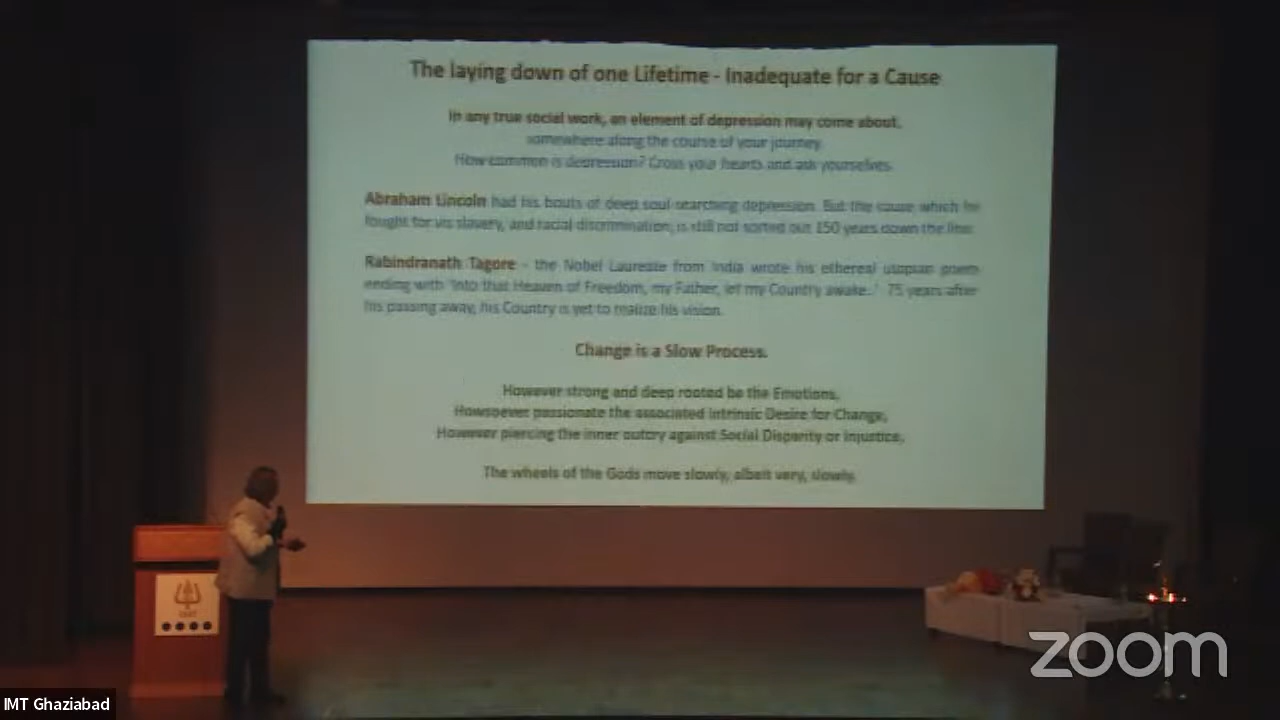 The laying down of one Lifetime - Inadequate for a Cause
In any true social work, an element of depression may come about,
somewhere along the course of your journey.
How common is depression? Cross your hearts and ask yourselves.
Abraham Lincoln had his bouts of deep soul searching depression. But the cause which he
fought for vis slavery, and racial discrimination, is still not sorted out 150 years down the line.
Rabindranath Tagore - the Nobel Laureate from India wrote his ethereal utopian poem
ending with 'Into that Heaven of Freedom, my Father, let my Country awake..' 75 years after
his passing away, his Country is yet to realize his vision.
Change is a Slow Process.
However strong and deep rooted be the Emotions,
Howsoever passionate the associated Intrinsic Desire for Change,
However piercing the inner outcry against Social Disparity or Injustice,
The wheels of the Gods move slowly, albeit very, slowly.
zoom
IMT Ghaziabad